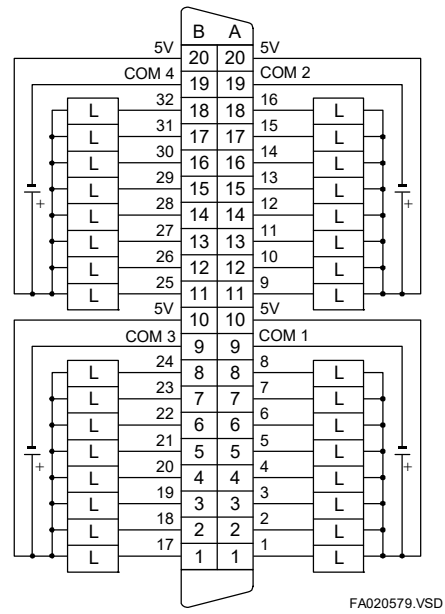 B A
5V 20 20 5V
COM 4 19 19 COM 2
L 32 18 18 16 L
L 31 17 17 15 L
L 30 16 16 14 L
L 29 15 15 13 L
+ L 28 14 14 12 L +
L 27 13 13 11 L
L 26 12 12 10 L
L 25 11 11 9 L
5V 10 10 5V
COM 3 9 9 COM 1
L 24 8 8 8 L
L 23 7 7 7 L
L 22 6 6 6 L
L 21 5 5 5 L
+ L 20 4 4 4 L +
L 19 3 3 3 L
L 18 2 2 2 L
L 17 1 1 1 L
FA020579.VSD